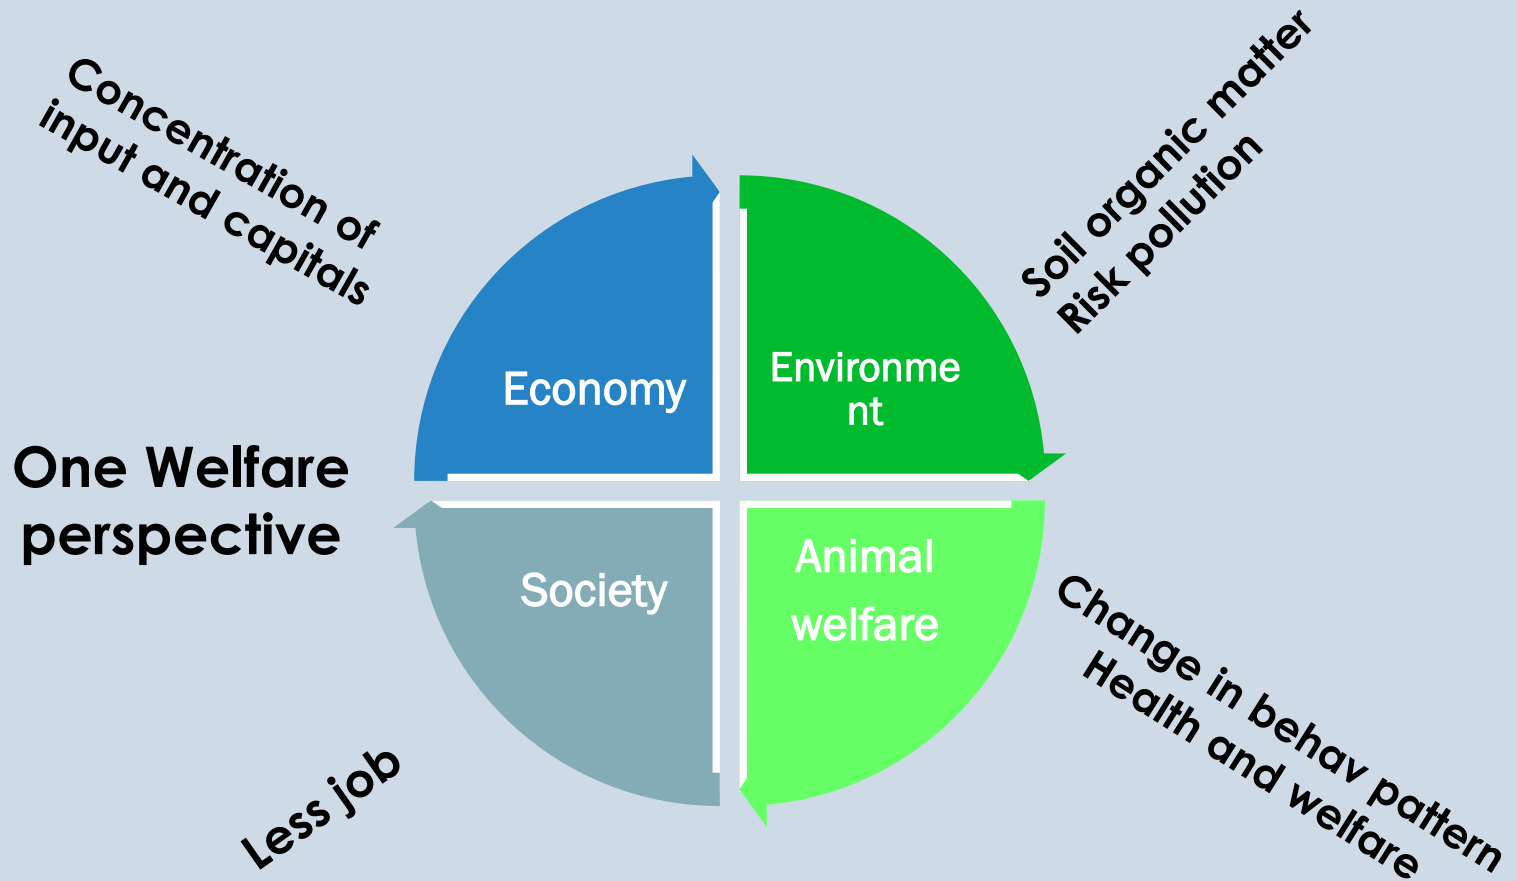 Concentration of
input and capitals
Soil organic matter
Risk pollution
Economy
Environme
nt
One Welfare
perspective
Society
Animal
welfare
Less job
Change in behav pattern
Health and welfare